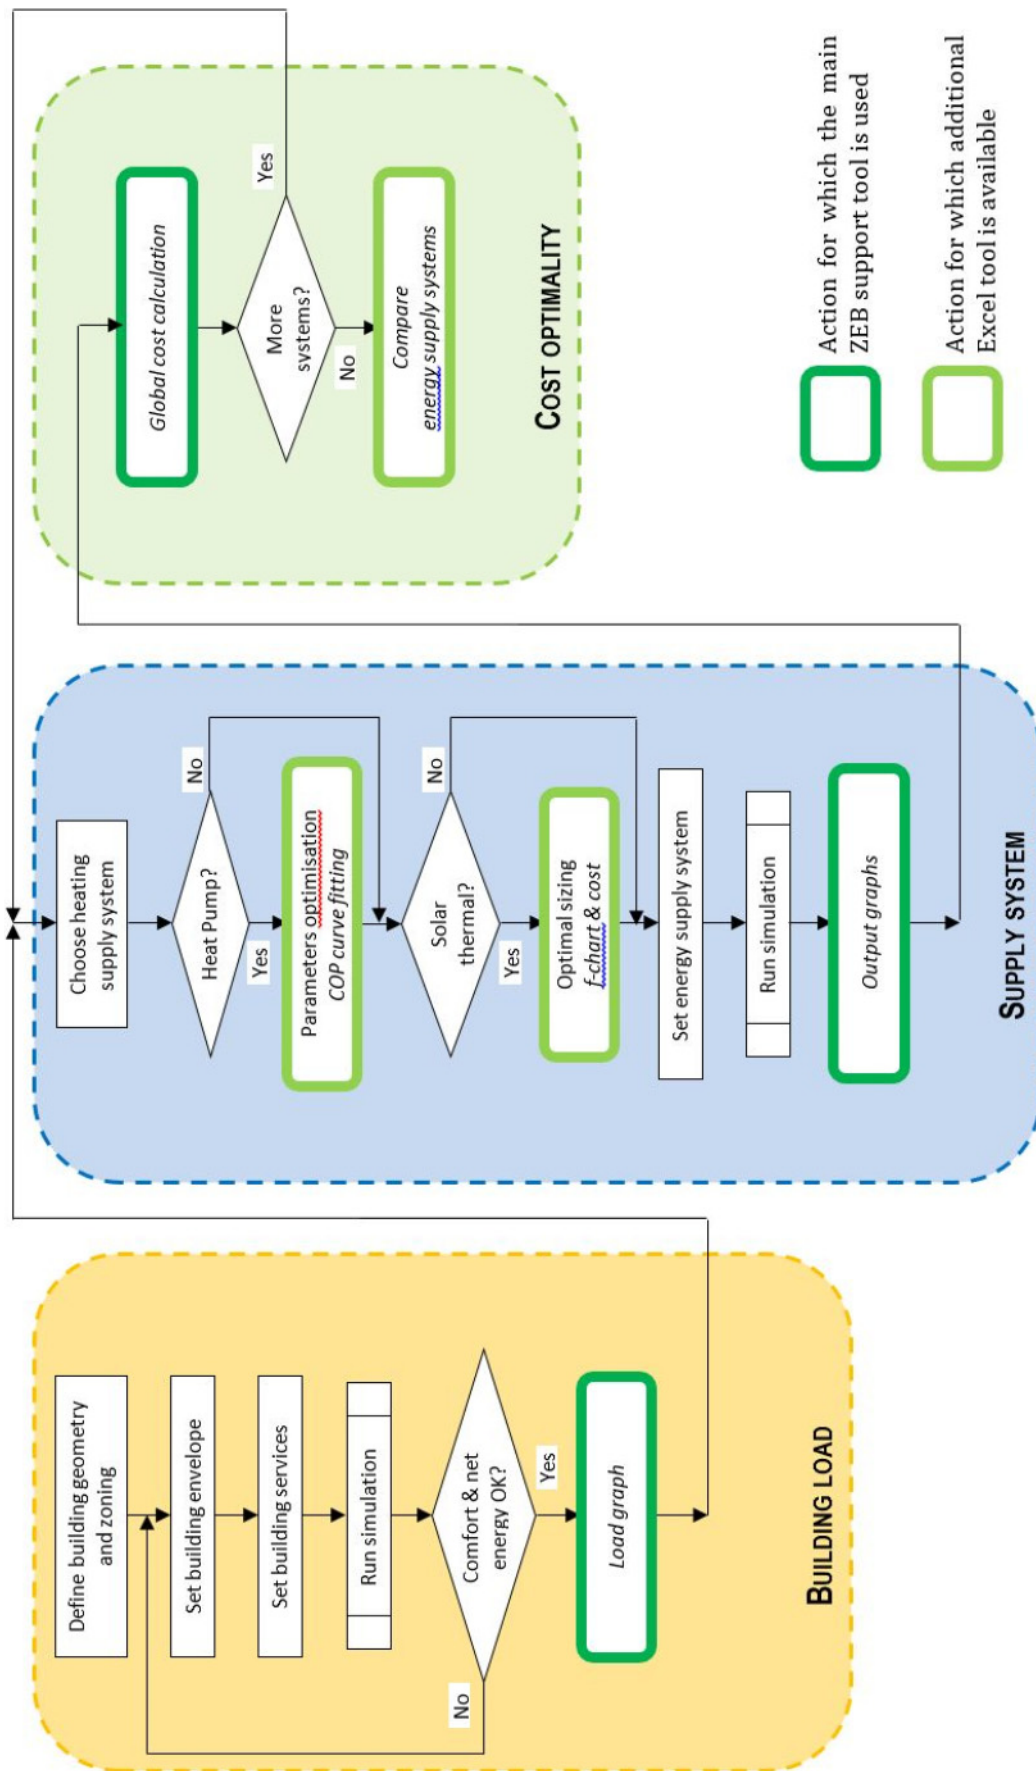 Define building geometry
and zoning
Set building envelope
Set building services
Run simulation
Comfort & net
energy OK?
No
Yes
Load graph
BUILDING LOAD
Choose heating
supply system
Heat Pump?
No
Yes
Parameters optimisation
COP curve fitting
Solar
thermal?
No
Yes
Optimal sizing
f-chart & cost
Set energy supply system
Run simulation
Output graphs
SUPPLY SYSTEM
Global cost calculation
More
systems?
Yes
No
Compare
energy supply systems
COST OPTIMALITY
Action for which the main
ZEB support tool is used
Action for which additional
Excel tool is available